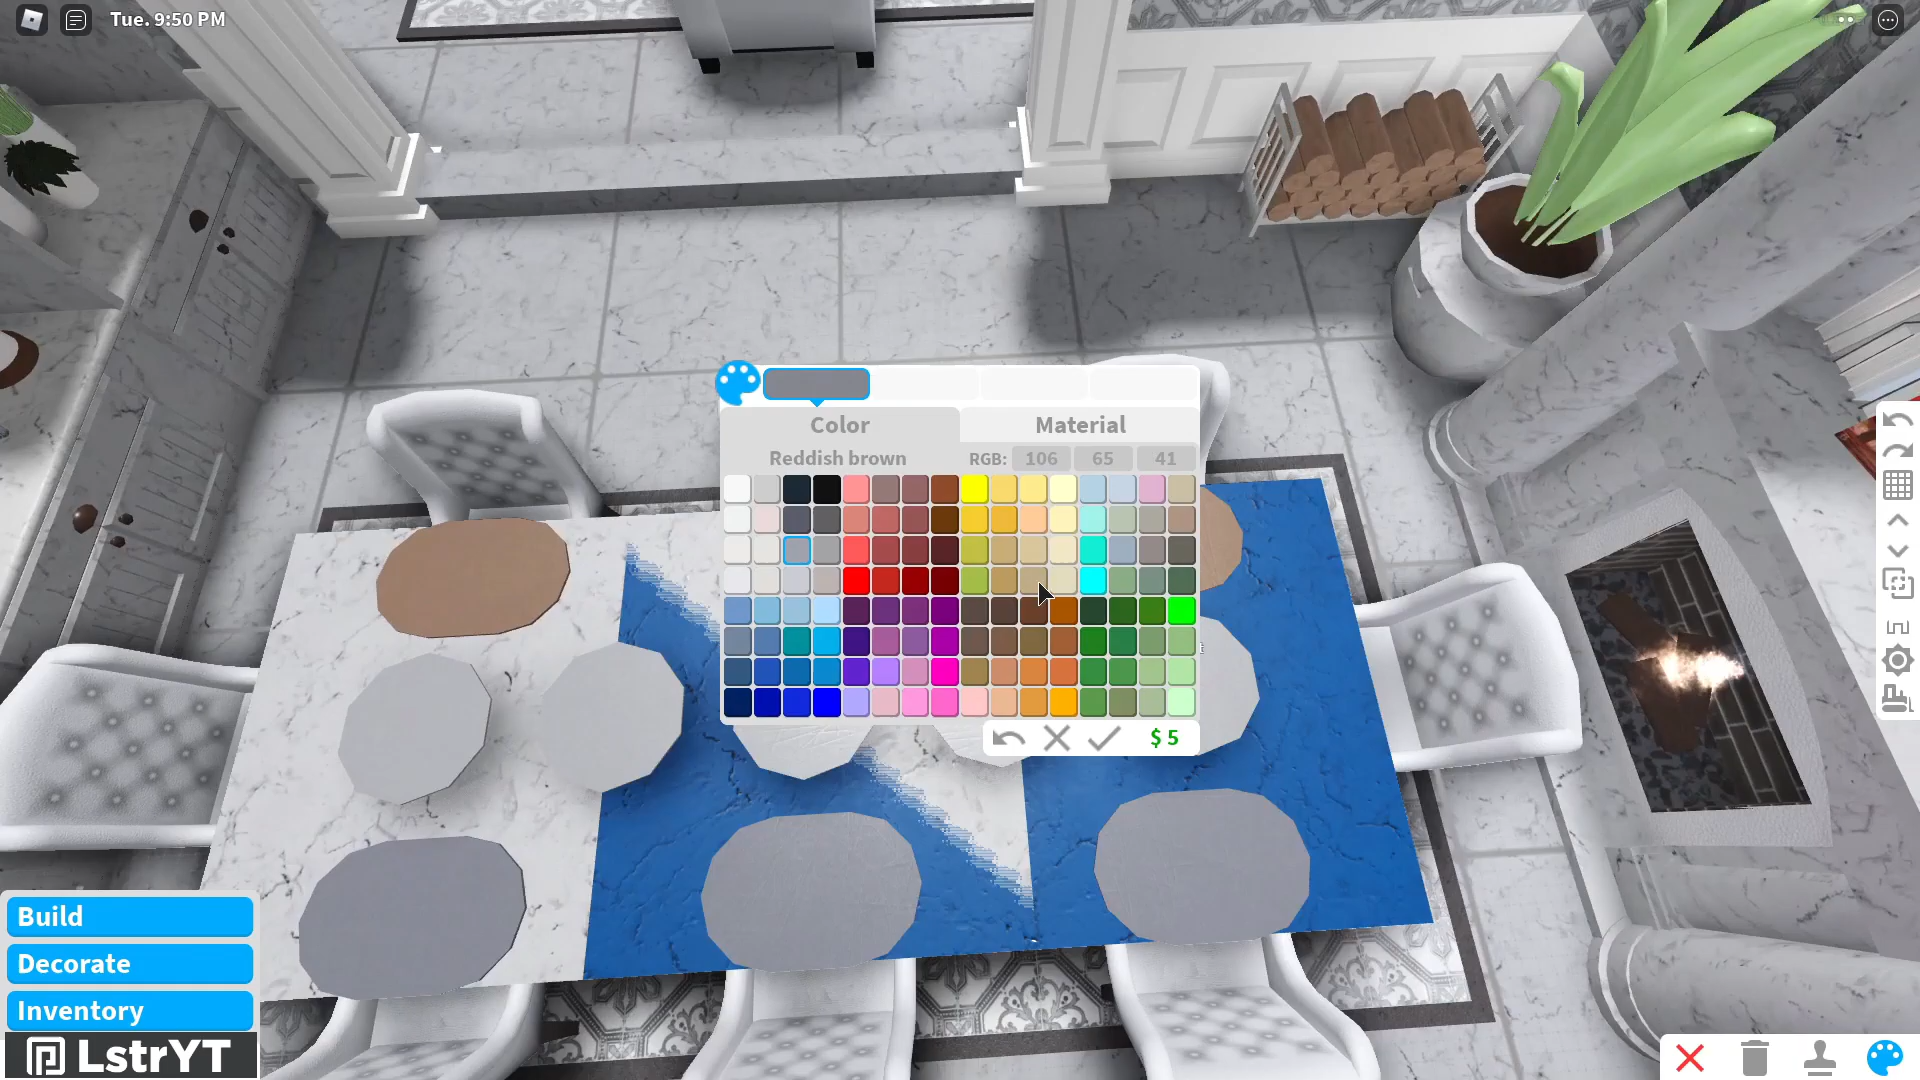 Tue. 9:50 PM
Color
Material
Reddish brown
RGB: 106 65 41
$ 5
Build
Decorate
Inventory
LstrYT